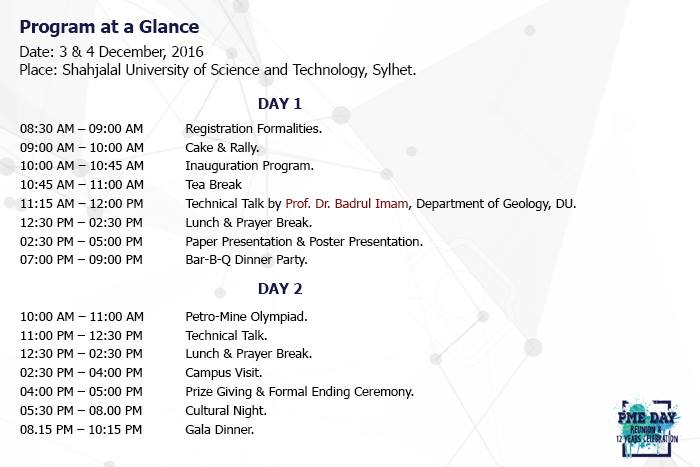 Program at a Glance
Date: 3 & 4 December, 2016
Place: Shahjalal University of Science and Technology, Sylhet.
DAY 1
08:30 AM – 09:00 AM Registration Formalities.
09:00 AM – 10:00 AM Cake & Rally.
10:00 AM – 10:45 AM Inauguration Program.
10:45 AM – 11:00 AM Tea Break
11:15 AM – 12:00 PM Technical Talk by Prof. Dr. Badrul Imam, Department of Geology, DU.
12:30 PM – 02:30 PM Lunch & Prayer Break.
02:30 PM – 05:00 PM Paper Presentation & Poster Presentation.
07:00 PM – 09:00 PM Bar-B-Q Dinner Party.
DAY 2
10:00 AM – 11:00 AM Petro-Mine Olympiad.
11:00 PM – 12:30 PM Technical Talk.
12:30 PM – 02:30 PM Lunch & Prayer Break.
02:30 PM – 04:00 PM Campus Visit.
04:00 PM – 05:00 PM Prize Giving & Formal Ending Ceremony.
05:30 PM – 08.00 PM Cultural Night.
08.15 PM – 10:15 PM Gala Dinner.
PME DAY
REUNION &
12 YEARS CELEBRATION